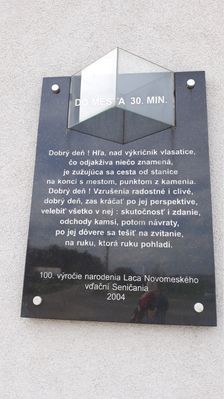 DO MESTA 30. MIN.
Dobrý deň ! Hľa, nad výkričník vlasatice,
čo odjakživa niečo znamená,
je zužujúca sa cesta od stanice
na konci s mestom, punktom z kameňa.
Dobrý deň ! Vzrušenia radostné i clivé,
dobrý deň, zas kráčať po jej perspektíve,
velebiť všetko v nej : skutočnosť i zdanie,
odchody kamsi, potom návraty,
po jej dôvere sa tešiť na zvítanie,
na ruku, ktorá ruku pohladí.
100. výročie narodenia Laca Novomeského
vďační Seničania
2004